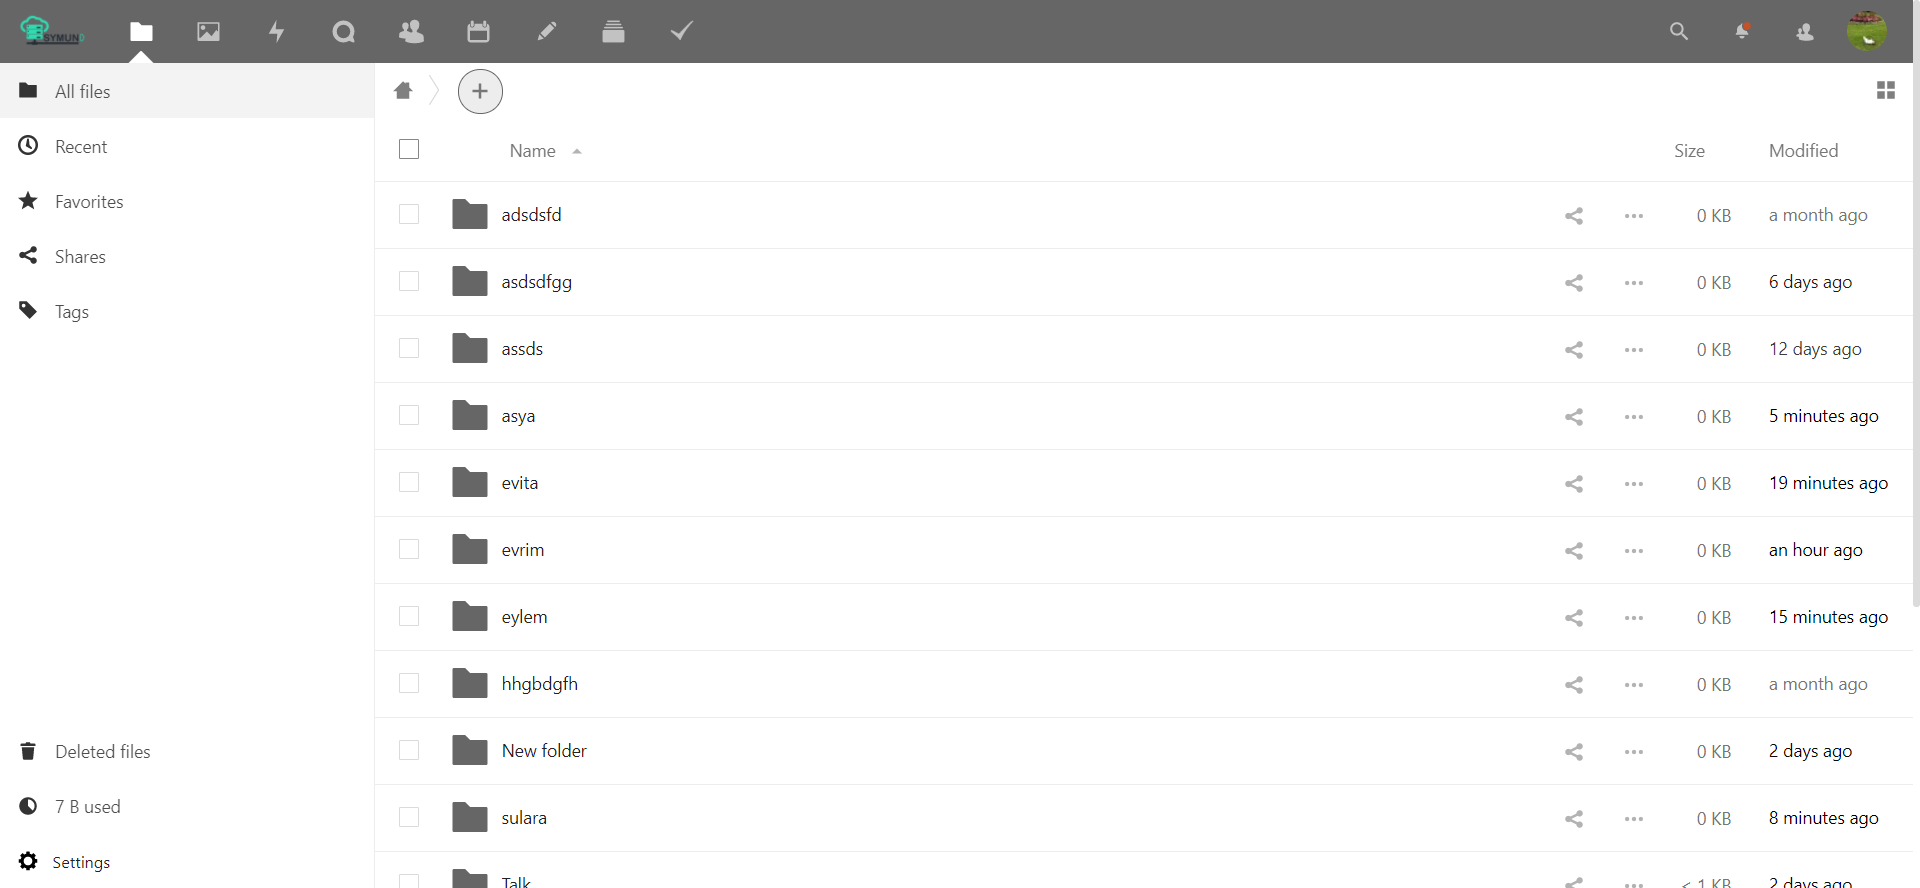 SYMUN
All files
Recent
Favorites
Shares
Tags
Deleted files
7 B used
Settings
Name Size Modified
adsdsfd 0 KB a month ago
asdsdfgg 0 KB 6 days ago
assds 0 KB 12 days ago
asya 0 KB 5 minutes ago
evita 0 KB 19 minutes ago
evrim 0 KB an hour ago
eylem 0 KB 15 minutes ago
hhgbdgfh 0 KB a month ago
New folder 0 KB 2 days ago
sulara 0 KB 8 minutes ago
Talk < 1 KB 2 days ago